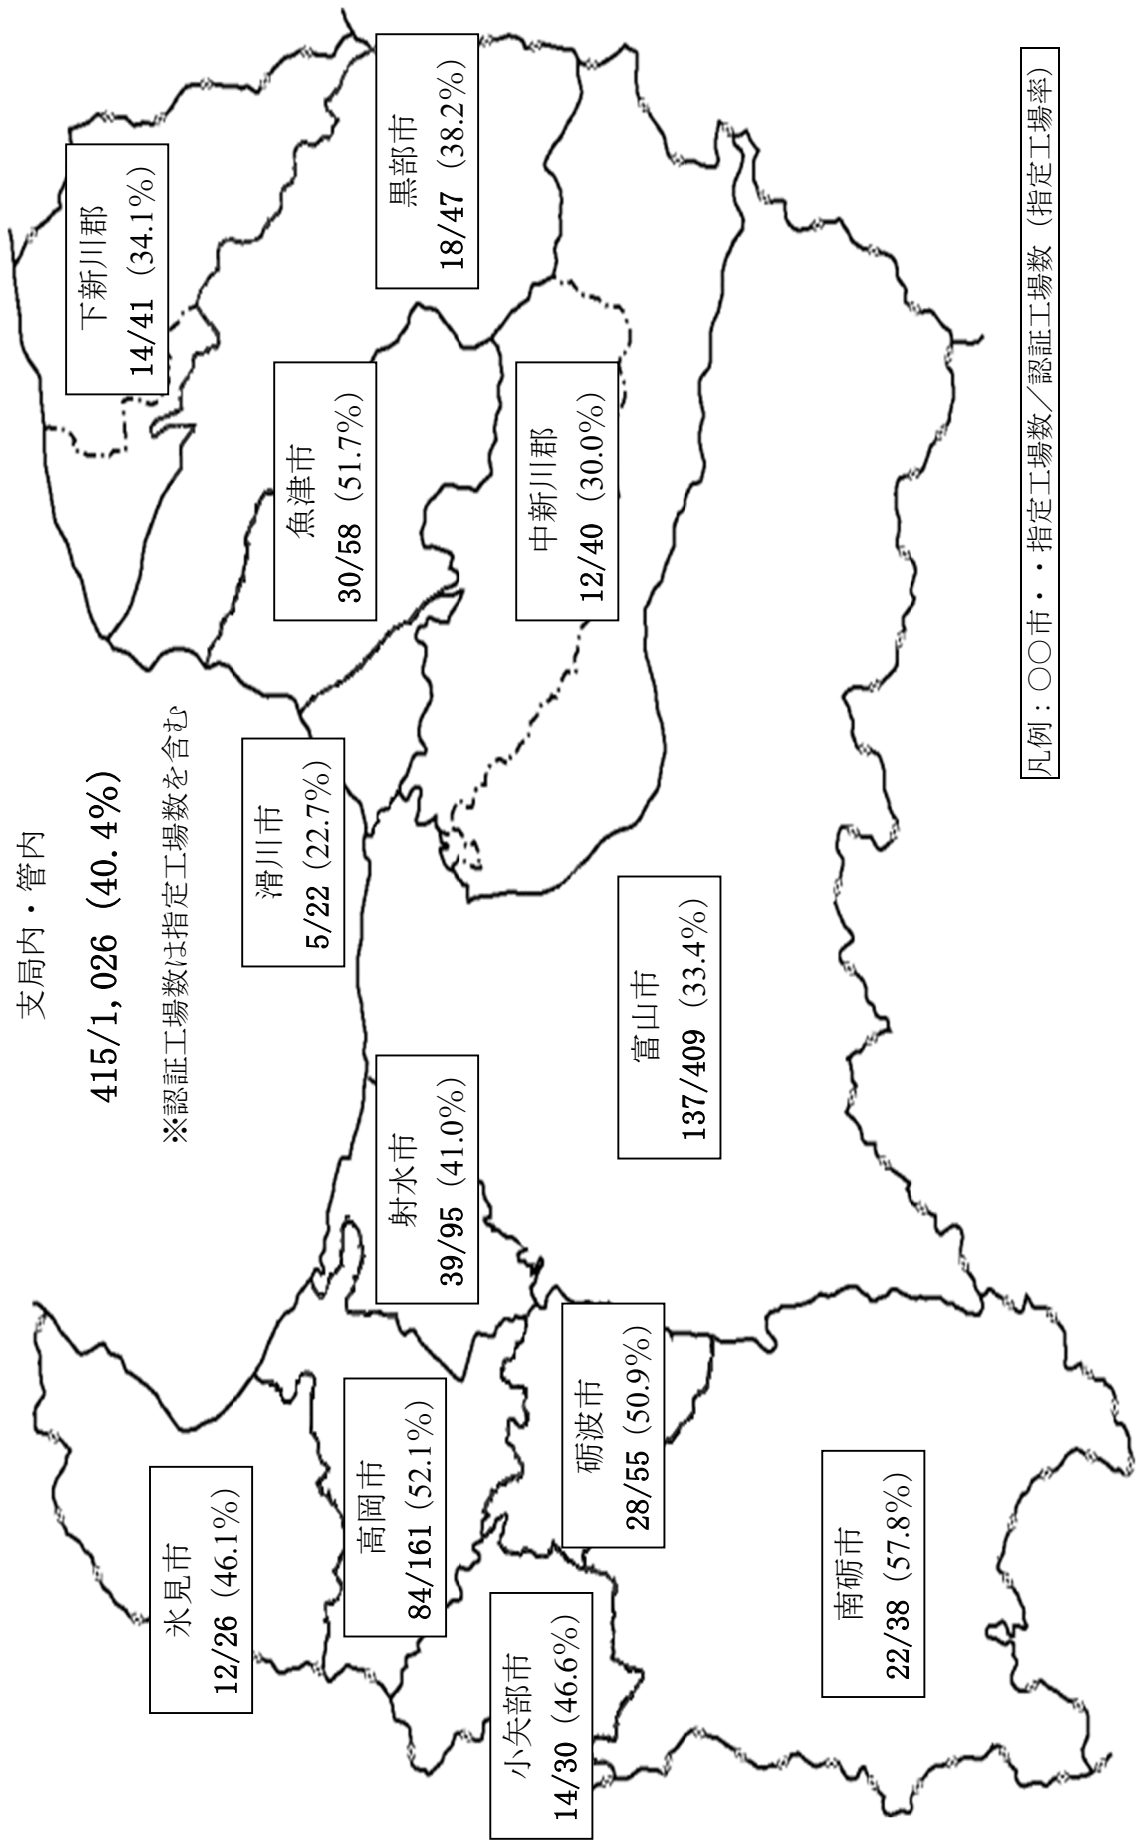 支局内・管内
415/1,026（40.4%）
※認証工場数は指定工場数を含む
氷見市
12/26（46.1%）
高岡市
84/161（52.1%）
小矢部市
14/30（46.6%）
砺波市
28/55（50.9%）
南砺市
22/38（57.8%）
射水市
39/95（41.0%）
富山市
137/409（33.4%）
滑川市
5/22（22.7%）
魚津市
30/58（51.7%）
中新川郡
12/40（30.0%）
下新川郡
14/41（34.1%）
黒部市
18/47（38.2%）
凡例：〇〇市・・指定工場数／認証工場数（指定工場率）